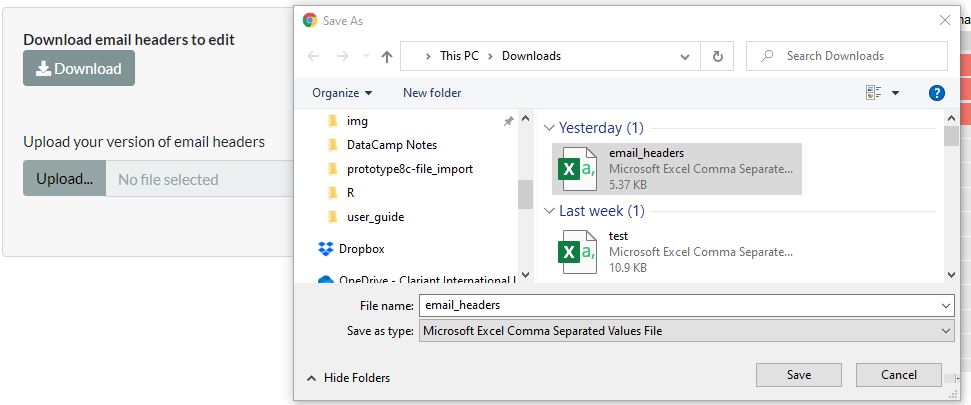 Download email headers to edit
Download
Upload your version of email headers
Upload... No file selected
Save As
This PC > Downloads
Search Downloads
Organize New folder
img
DataCamp Notes
prototype8c-file_import
R
user_guide
Dropbox
OneDrive - Clariant International
Yesterday (1)
email_headers
Microsoft Excel Comma Separate...
5.37 KB
Last week (1)
test
Microsoft Excel Comma Separate...
10.9 KB
File name: email_headers
Save as type: Microsoft Excel Comma Separated Values File
Hide Folders
Save Cancel